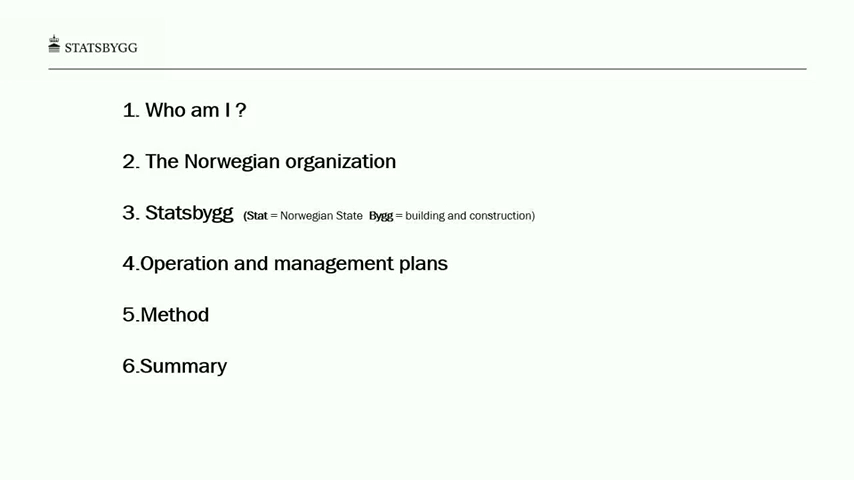 STATSBYGG
1. Who am I ?
2. The Norwegian organization
3. Statsbygg (Stat = Norwegian State Bygg = building and construction)
4.Operation and management plans
5.Method
6.Summary